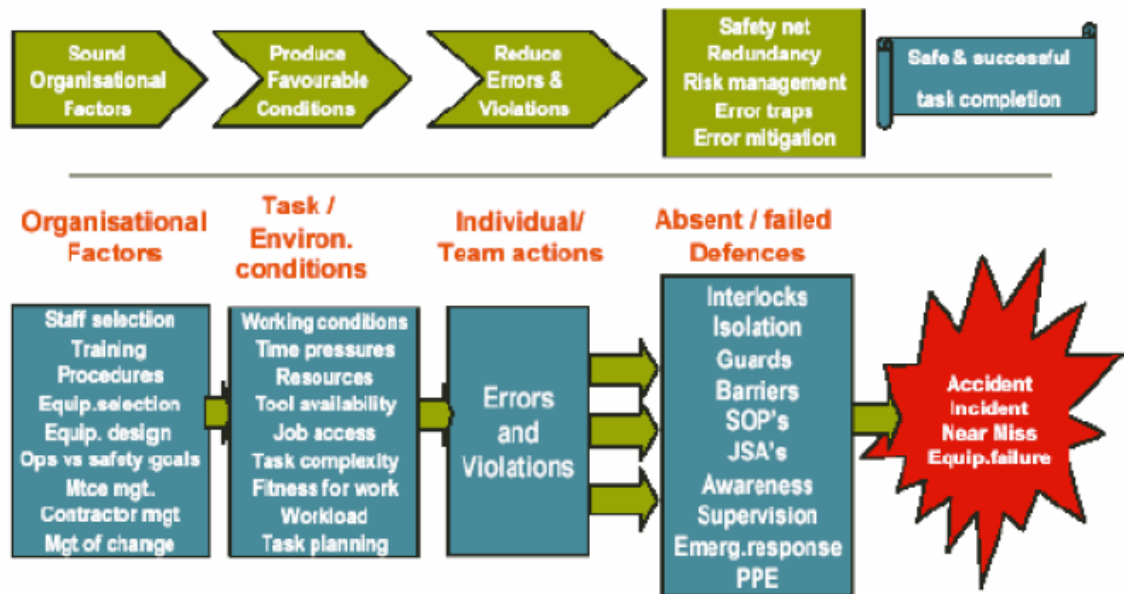 Sound
Organisational
Factors
Produce
Favourable
Conditions
Reduce
Errors &
Violations
Safety net
Redundancy
Risk management
Error traps
Error mitigation
Safe & successful
task completion
Organisational
Factors
Task /
Environ.
conditions
Individual/
Team actions
Absent / failed
Defences
Staff selection
Training
Procedures
Equip.selection
Equip. design
Ops vs safety goals
Mtce mgt.
Contractor mgt
Mgt of change
Working conditions
Time pressures
Resources
Tool availability
Job access
Task complexity
Fitness for work
Workload
Task planning
Errors
and
Violations
Interlocks
Isolation
Guards
Barriers
SOP's
JSA's
Awareness
Supervision
Emerg.response
PPE
Accident
Incident
Near Miss
Equip.failure